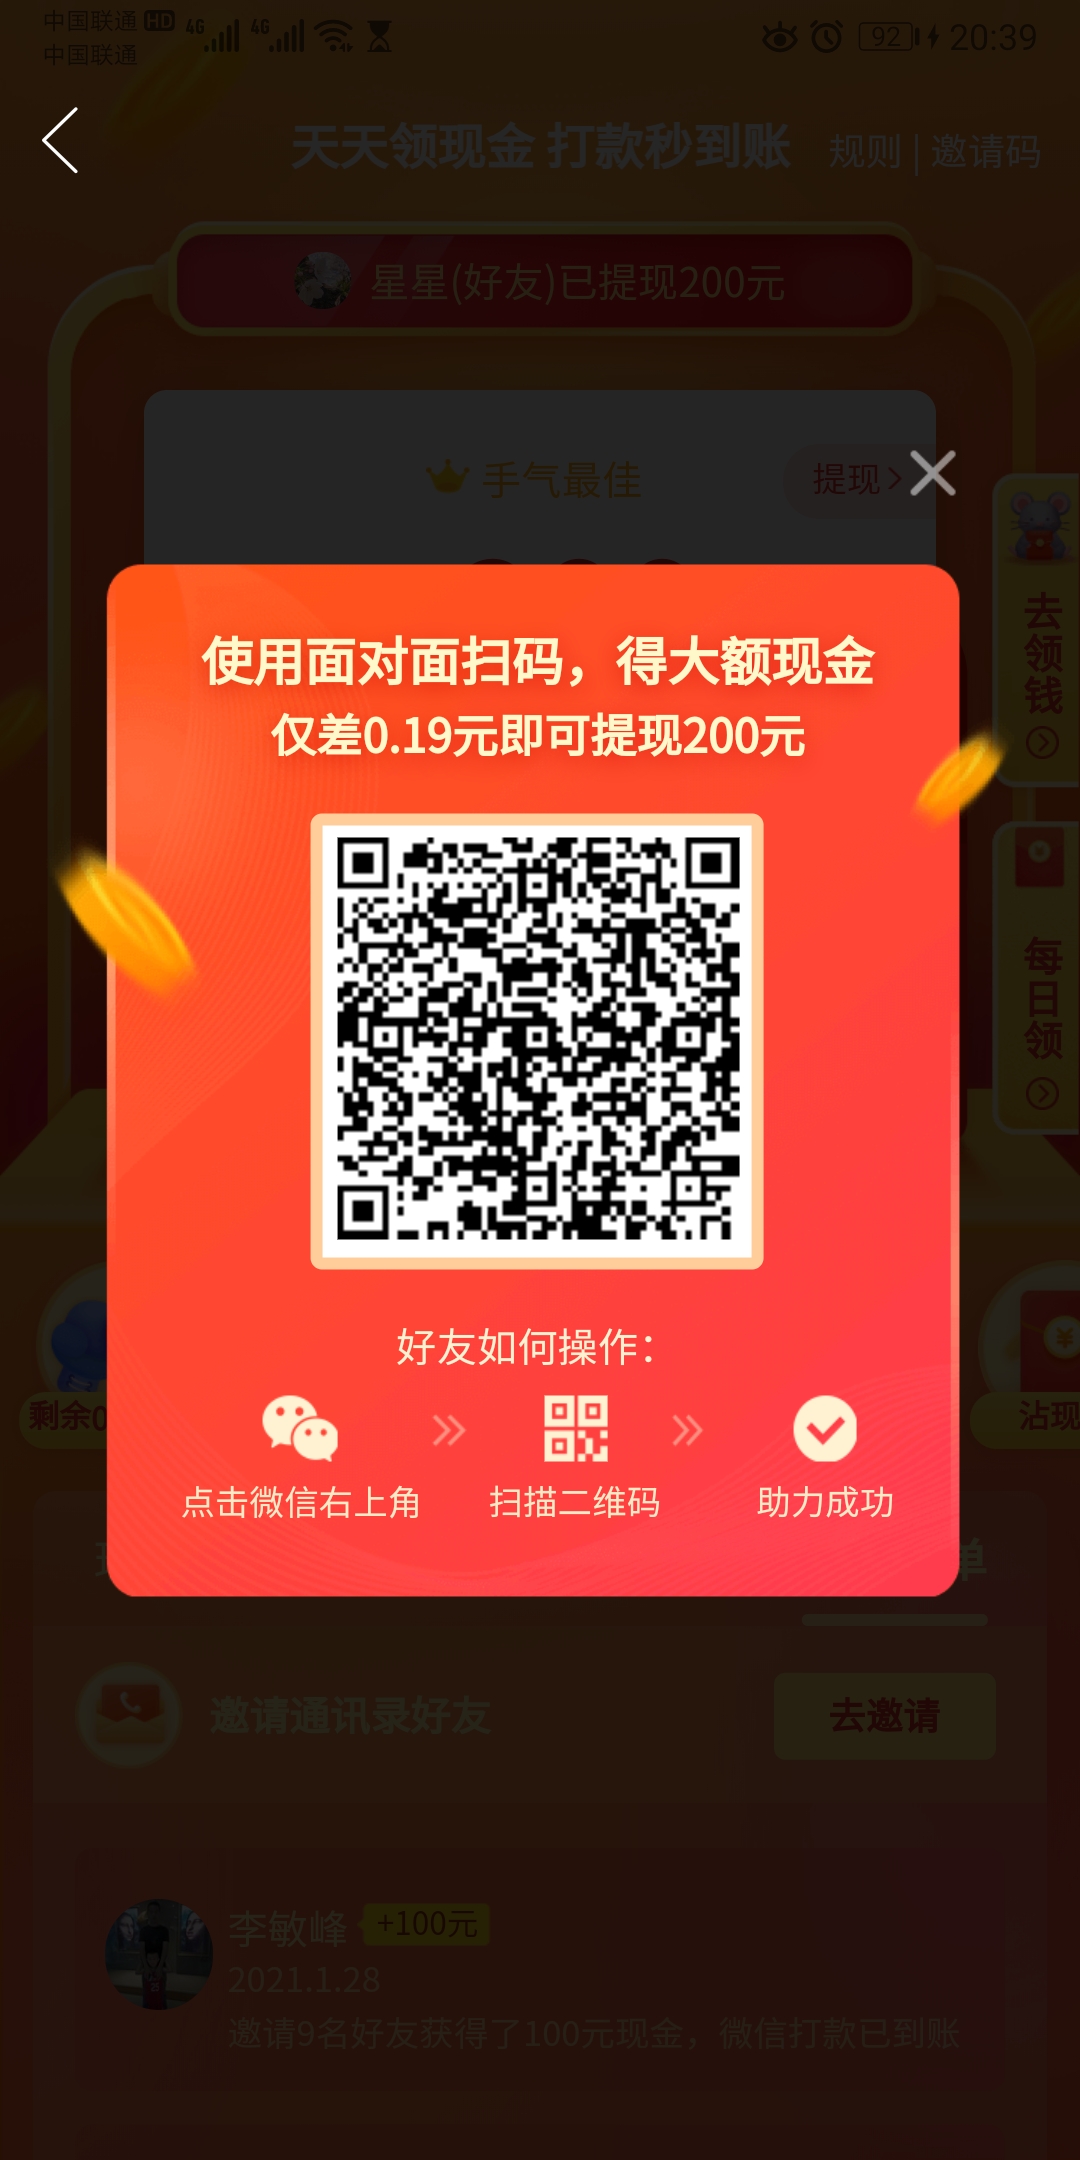 中国联通 HD 4G 4G 92 20:39
中国联通
天天领现金 打款秒到账 规则 | 邀请码
星星(好友)已提现200元
手气最佳
提现
去领钱
使用面对面扫码，得大额现金
仅差0.19元即可提现200元
每日领
好友如何操作：
点击微信右上角 扫描二维码 助力成功
剩余0
沾现
单
邀请通讯录好友 去邀请
李敏峰 +100元
2021.1.28
邀请9名好友获得了100元现金，微信打款已到账